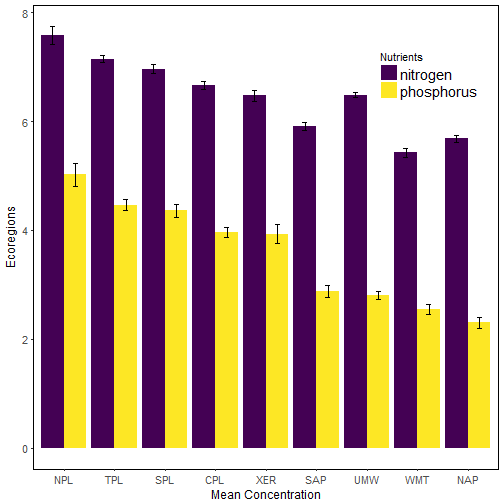 8
6
4
2
0
Ecoregions
Nutrients
nitrogen
phosphorus
NPL TPL SPL CPL XER SAP UMW WMT NAP
Mean Concentration